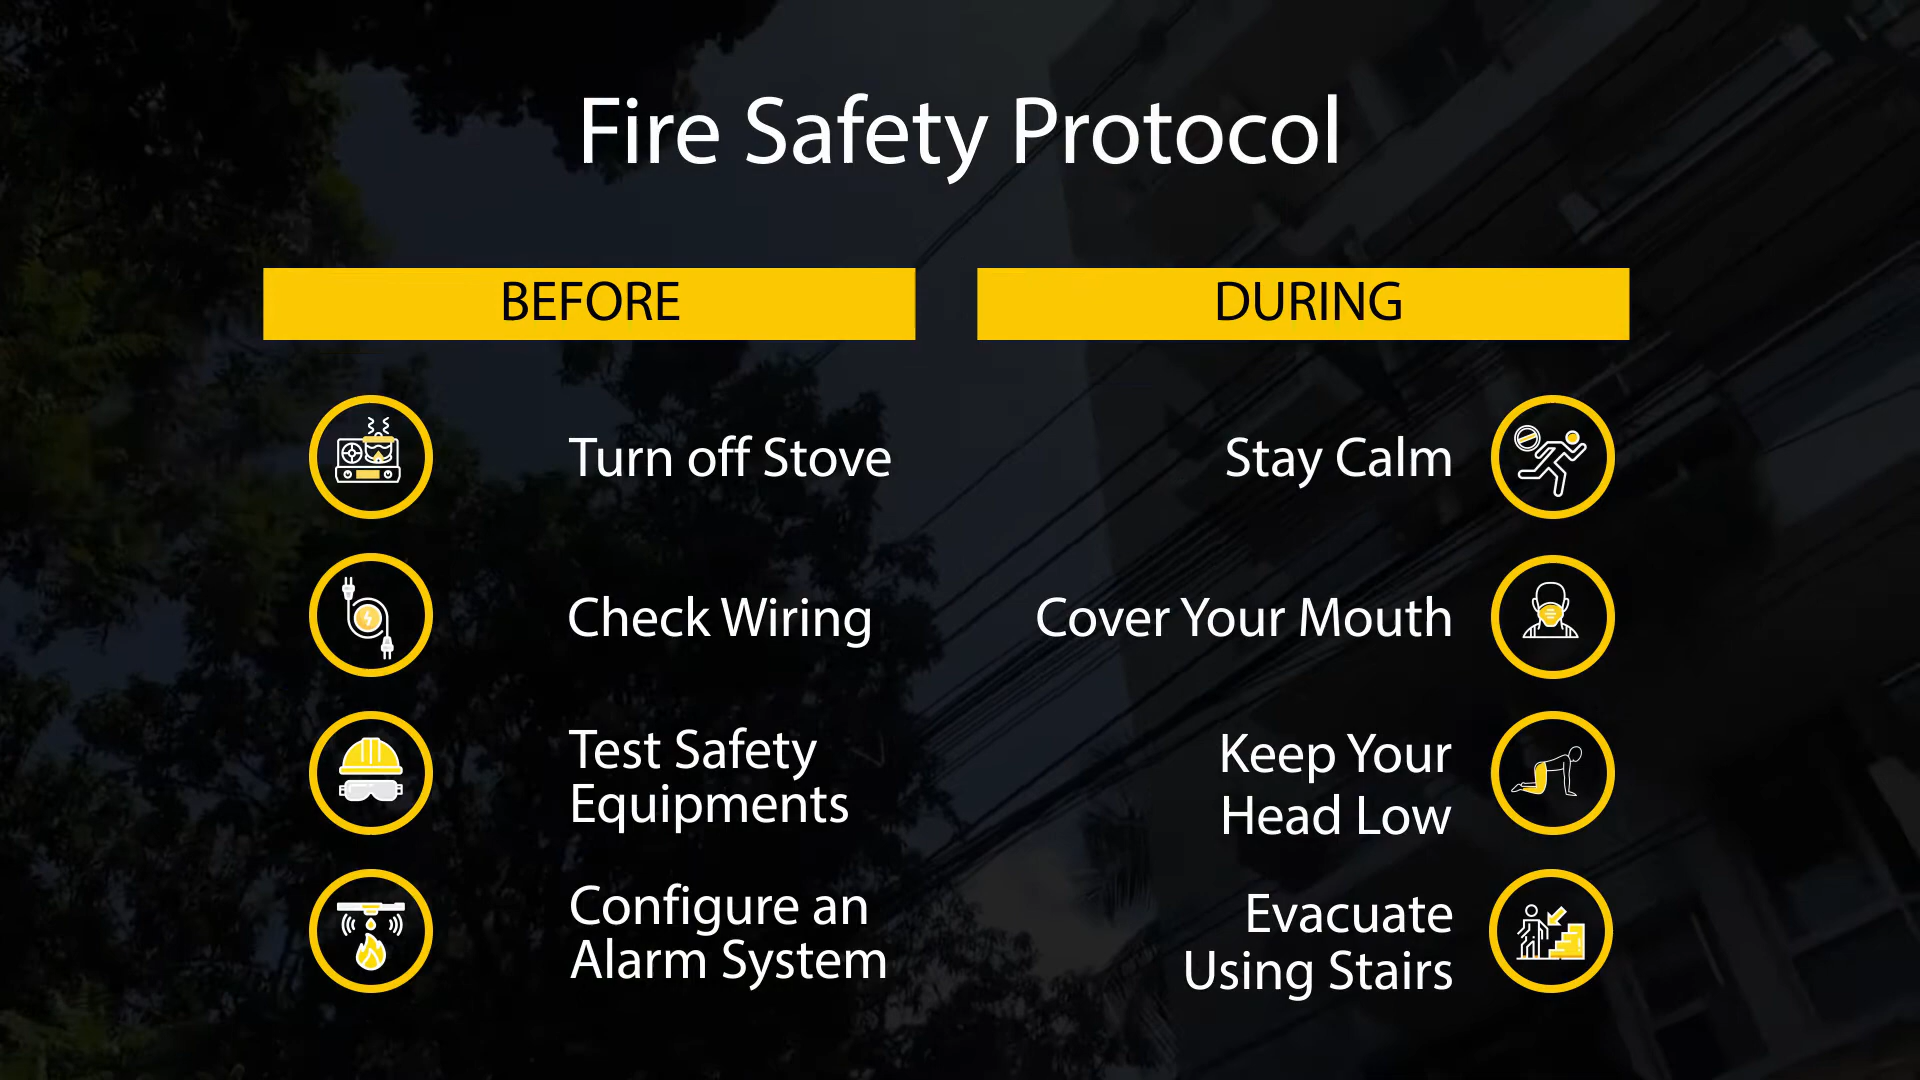 Fire Safety Protocol
BEFORE
Turn off Stove
Check Wiring
Test Safety
Equipments
Configure an
Alarm System
DURING
Stay Calm
Cover Your Mouth
Keep Your
Head Low
Evacuate
Using Stairs